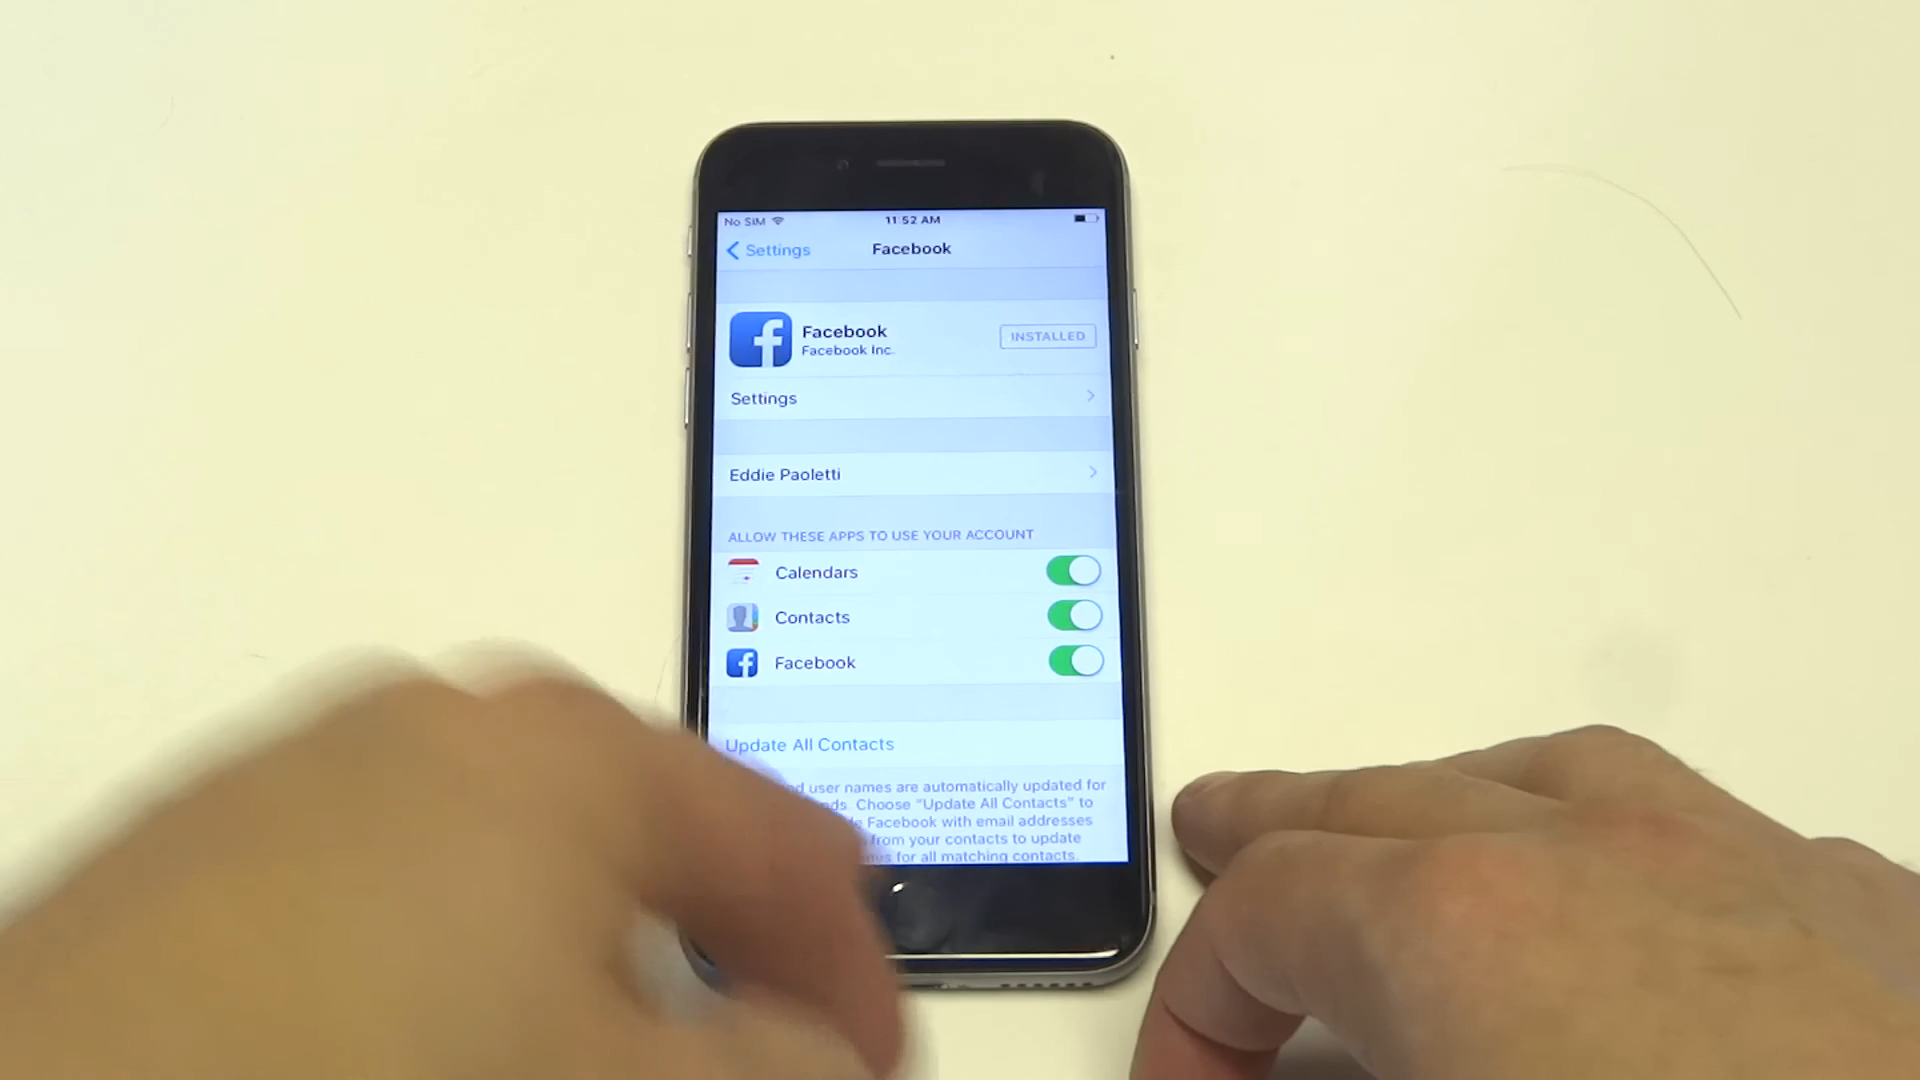 No SIM 11:52 AM
Settings Facebook
Facebook
Facebook Inc.
INSTALLED
Settings
Eddie Paoletti
ALLOW THESE APPS TO USE YOUR ACCOUNT
Calendars
Contacts
Facebook
Update All Contacts
user names are automatically updated for
Choose “Update All Contacts” to
Facebook with email addresses
from your contacts to update
for all matching contacts.